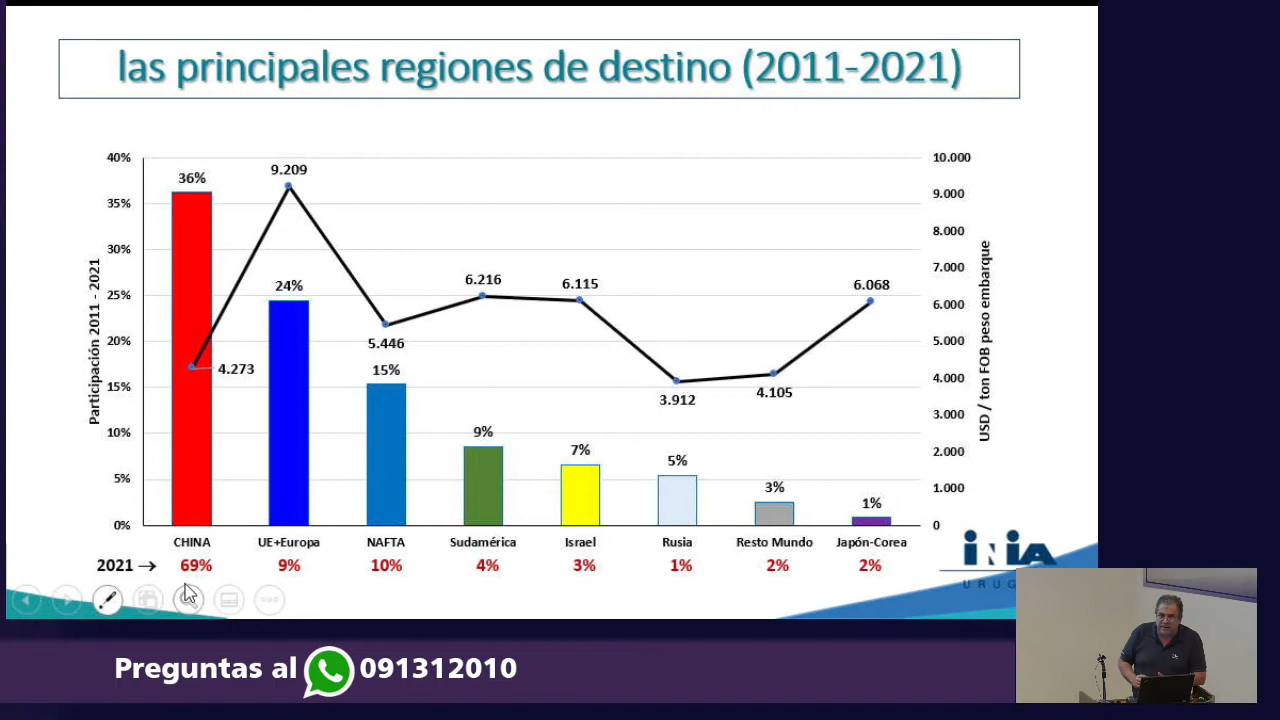 las principales regiones de destino (2011-2021)
40% 10.000
9.209
36% 9.000
35%
8.000
30%
7.000
24%
6.216 6.115 6.068
25% 6.000
5.446
20% 5.000
15%
4.273 4.000
15%
3.912 4.105
3.000
9%
10%
7% 2.000
5%
5%
3% 1.000
1%
0% 0
Participación 2011 - 2021
USD / ton FOB peso embarque
CHINA UE+Europa NAFTA Sudamérica Israel Rusia Resto Mundo Japón-Corea
2021 → 69% 9% 10% 4% 3% 1% 2% 2%
INIA
URUG
Preguntas al 091312010